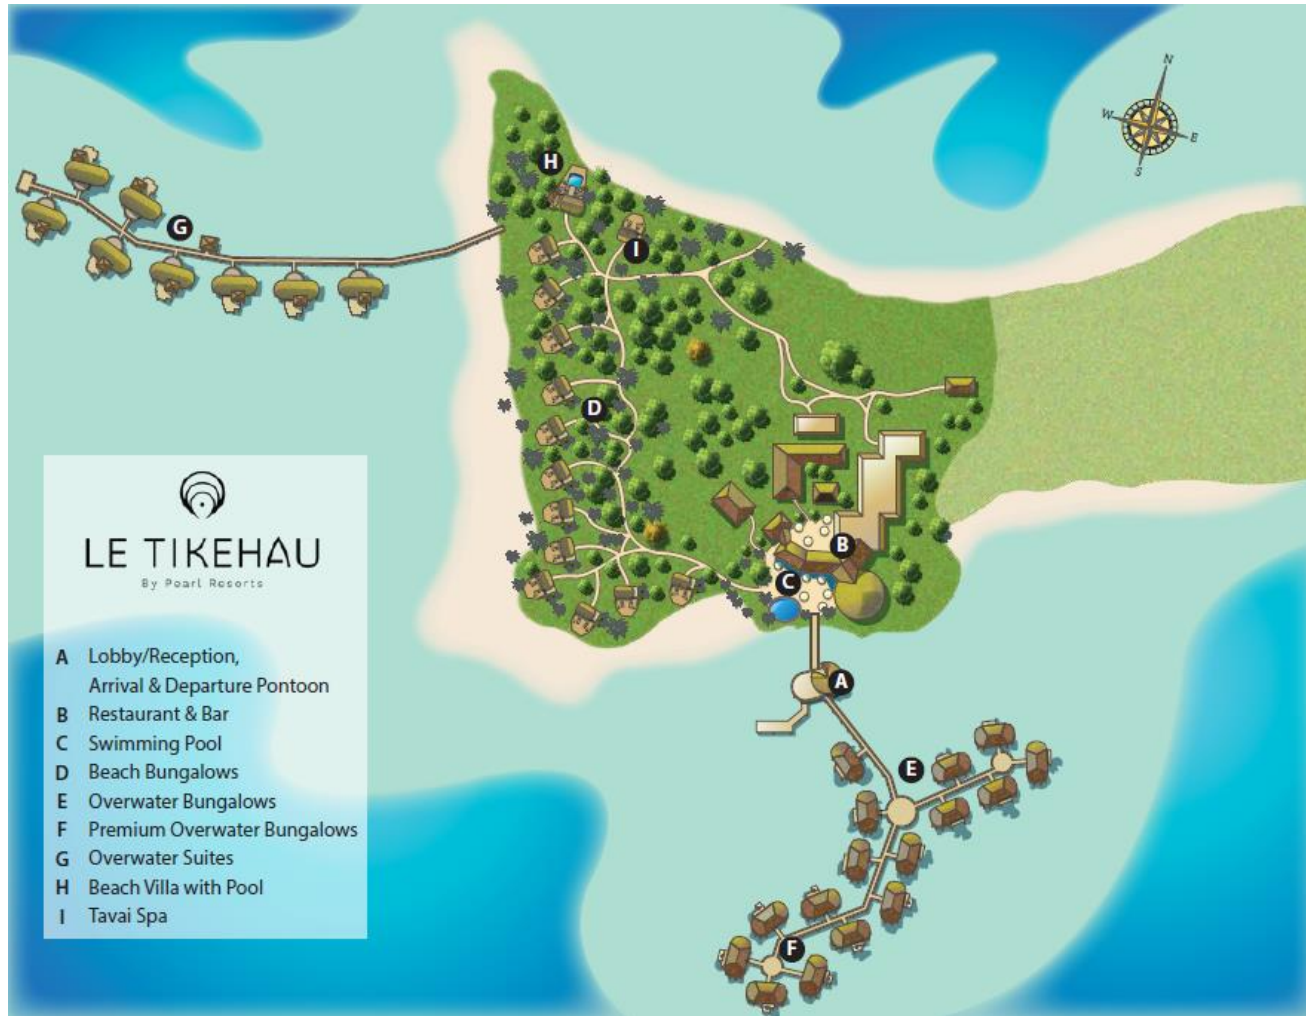 N
W
E
S
H
G
I
D
B
C
A
E
F
LE TIKEHAU
By Pearl Resorts
A Lobby/Reception,
Arrival & Departure Pontoon
B Restaurant & Bar
C Swimming Pool
D Beach Bungalows
E Overwater Bungalows
F Premium Overwater Bungalows
G Overwater Suites
H Beach Villa with Pool
I Tavai Spa